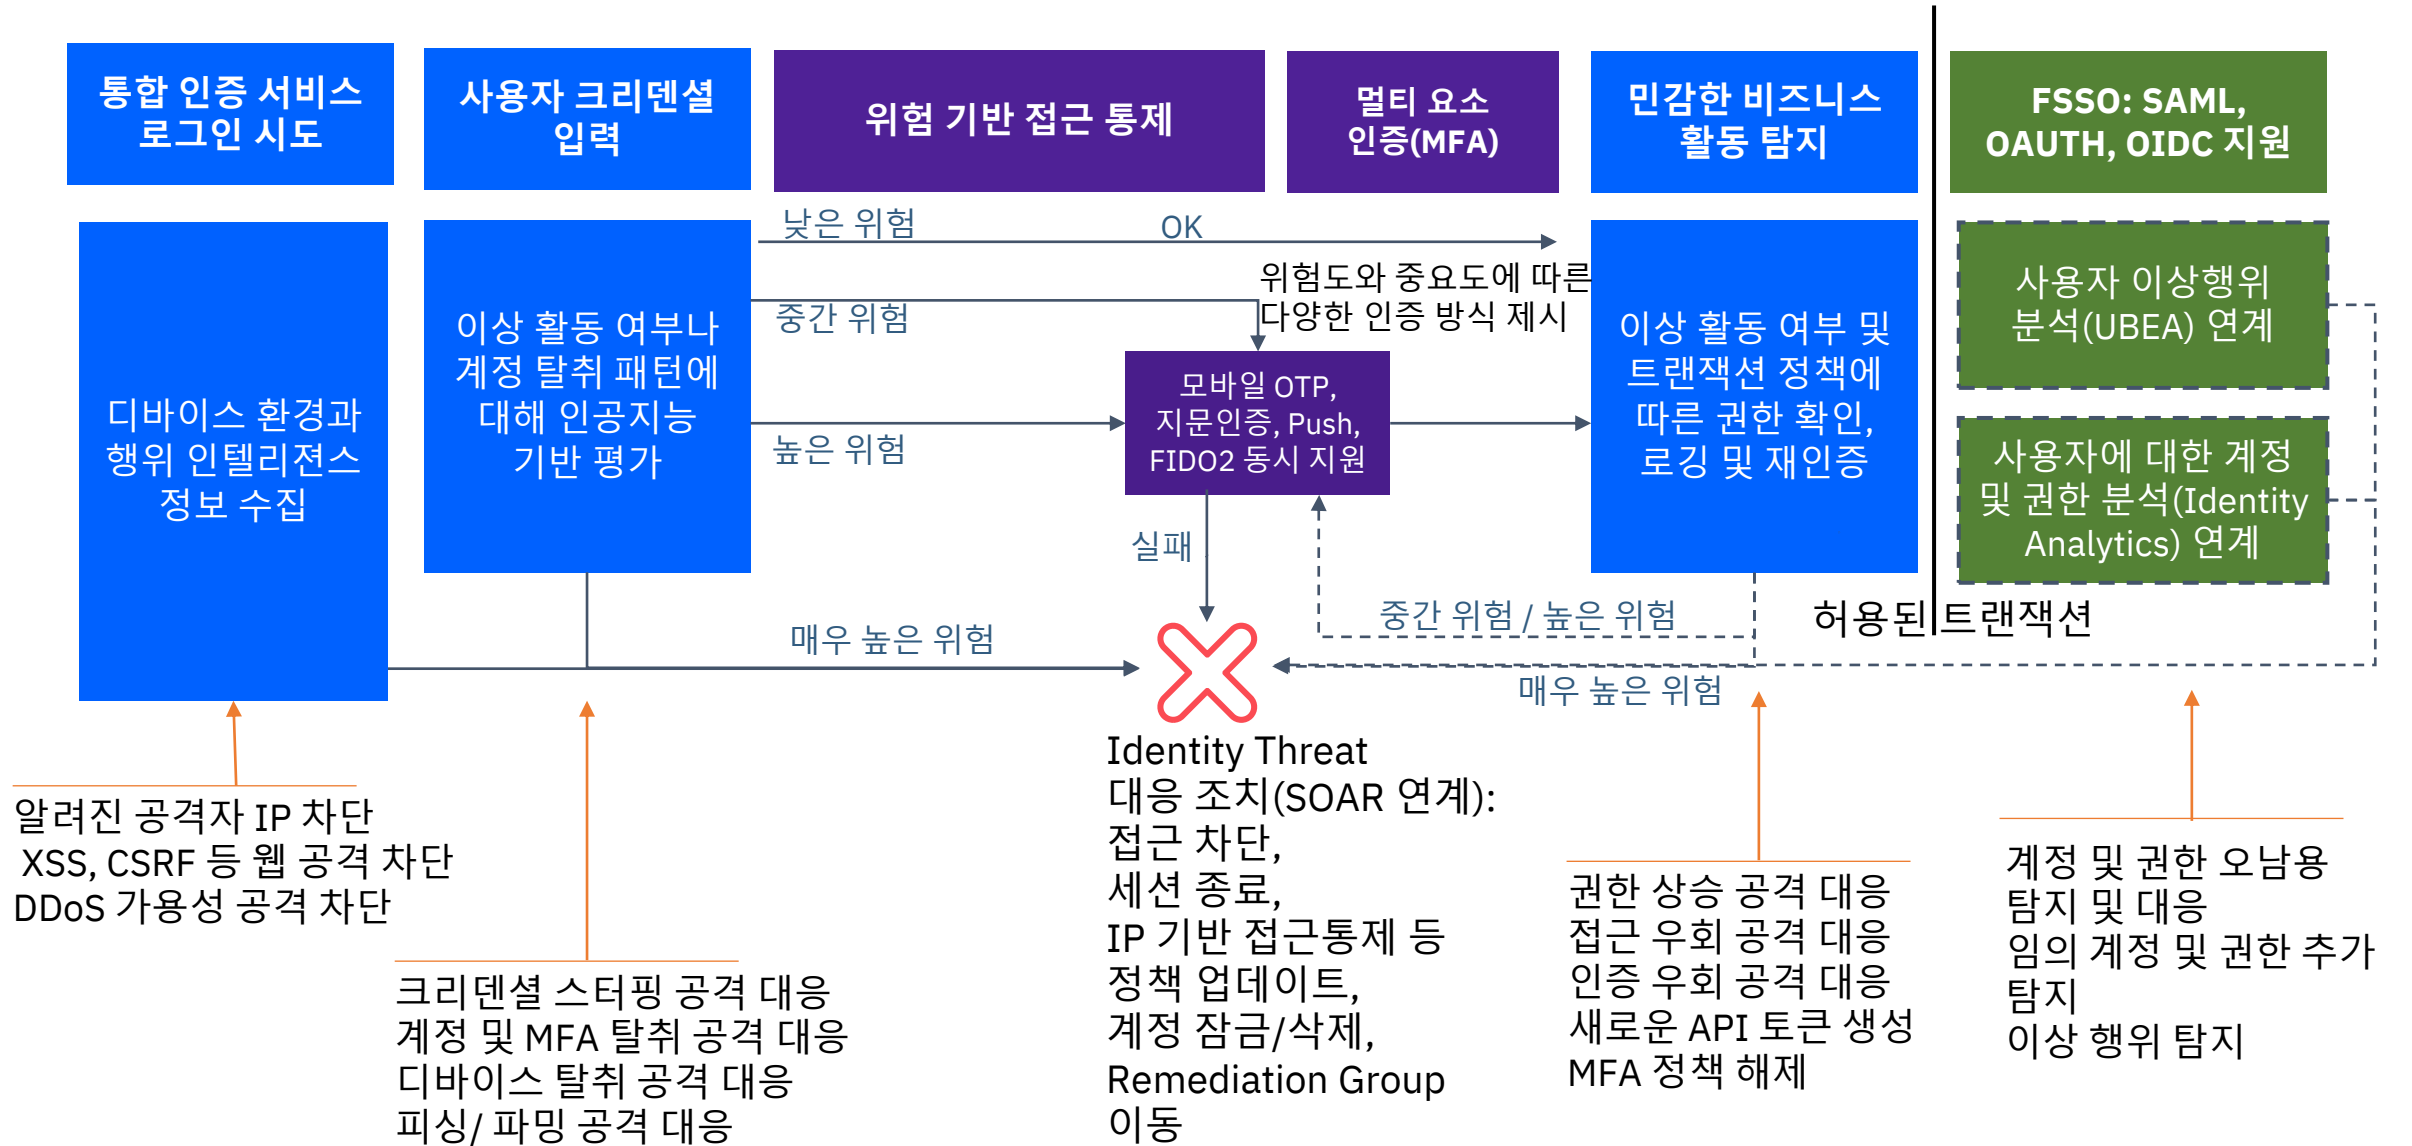 통합 인증 서비스
로그인 시도
사용자 크리덴셜
입력
위험 기반 접근 통제
멀티 요소
인증(MFA)
민감한 비즈니스
활동 탐지
FSSO: SAML,
OAUTH, OIDC 지원
디바이스 환경과
행위 인텔리젼스
정보 수집
이상 활동 여부나
계정 탈취 패턴에
대해 인공지능
기반 평가
낮은 위험
OK
중간 위험
높은 위험
위험도와 중요도에 따른
다양한 인증 방식 제시
모바일 OTP,
지문인증, Push,
FIDO2 동시 지원
이상 활동 여부 및
트랜잭션 정책에
따른 권한 확인,
로깅 및 재인증
사용자 이상행위
분석(UBEA) 연계
사용자에 대한 계정
및 권한 분석(Identity
Analytics) 연계
실패
매우 높은 위험
중간 위험 / 높은 위험
허용된 트랜잭션
매우 높은 위험
알려진 공격자 IP 차단
XSS, CSRF 등 웹 공격 차단
DDoS 가용성 공격 차단
크리덴셜 스터핑 공격 대응
계정 및 MFA 탈취 공격 대응
디바이스 탈취 공격 대응
피싱/ 파밍 공격 대응
Identity Threat
대응 조치(SOAR 연계):
접근 차단,
세션 종료,
IP 기반 접근통제 등
정책 업데이트,
계정 잠금/삭제,
Remediation Group
이동
권한 상승 공격 대응
접근 우회 공격 대응
인증 우회 공격 대응
새로운 API 토큰 생성
MFA 정책 해제
계정 및 권한 오남용
탐지 및 대응
임의 계정 및 권한 추가
탐지
이상 행위 탐지